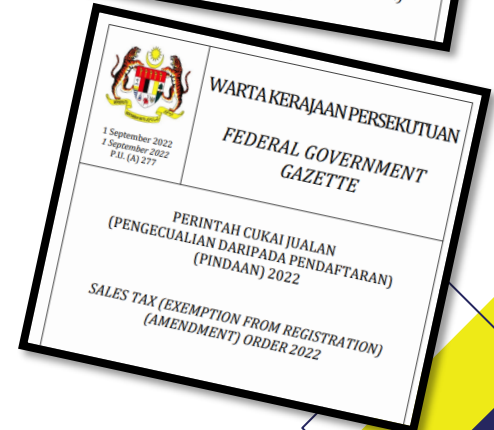 WARTA KERAJAAN PERSEKUTUAN
FEDERAL GOVERNMENT
GAZETTE
1 September 2022
1 September 2022
P.U. (A) 277
PERINTAH CUKAI JUALAN
(PENGECUALIAN DARIPADA PENDAFTARAN)
(PINDAAN) 2022
SALES TAX (EXEMPTION FROM REGISTRATION)
(AMENDMENT) ORDER 2022